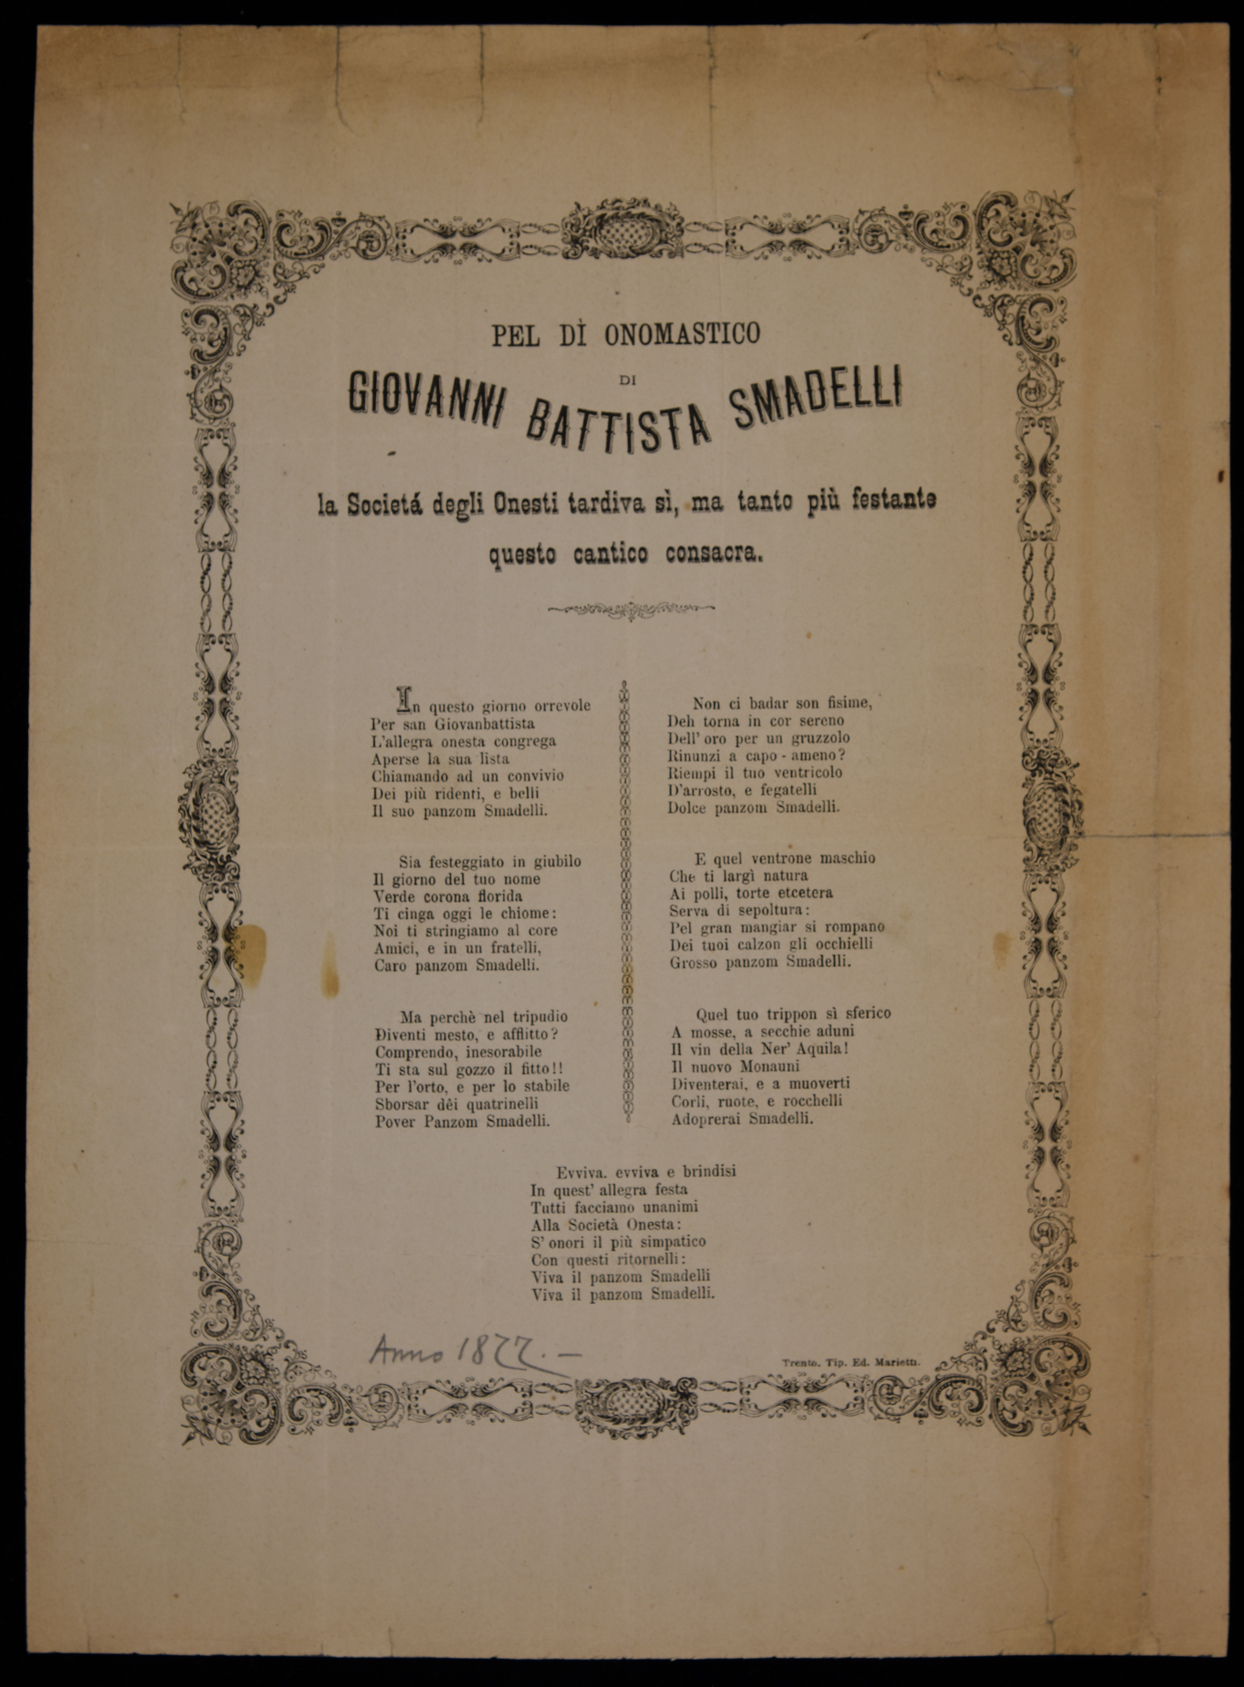 PEL DÌ ONOMASTICO
DI
GIOVANNI BATTISTA SMADELLI
la Societá degli Onesti tardiva sì, ma tanto più festante
questo cantico consacra.
In questo giorno orrevole
Per san Giovanbattista
L'allegra onesta congrega
Aperse la sua lista
Chiamando ad un convivio
Dei più ridenti, e belli
Il suo panzom Smadelli.
Sia festeggiato in giubilo
Il giorno del tuo nome
Verde corona florida
Ti cinga oggi le chiome:
Noi ti stringiamo al core
Amici, e in un fratelli,
Caro panzom Smadelli.
Ma perchè nel tripudio
Diventi mesto, e afflitto?
Comprendo, inesorabile
Ti sta sul gozzo il fitto!!
Per l'orto, e per lo stabile
Sborsar dêi quatrinelli
Pover Panzom Smadelli.
Non ci badar son fisime,
Deh torna in cor sereno
Dell' oro per un gruzzolo
Rinunzi a capo - ameno?
Riempi il tuo ventricolo
D'arrosto, e fegatelli
Dolce panzom Smadelli.
E quel ventrone maschio
Che ti largì natura
Ai polli, torte etcetera
Serva di sepoltura:
Pel gran mangiar si rompano
Dei tuoi calzon gli occhielli
Grosso panzom Smadelli.
Quel tuo trippon sì sferico
A mosse, a secchie aduni
Il vin della Ner' Aquila!
Il nuovo Monauni
Diventerai, e a muoverti
Corli, ruote, e rocchelli
Adoprerai Smadelli.
Evviva. evviva e brindisi
In quest' allegra festa
Tutti facciamo unanimi
Alla Società Onesta:
S' onori il più simpatico
Con questi ritornelli:
Viva il panzom Smadelli
Viva il panzom Smadelli.
Anno 1877. —
Trento. Tip. Ed. Marietti.